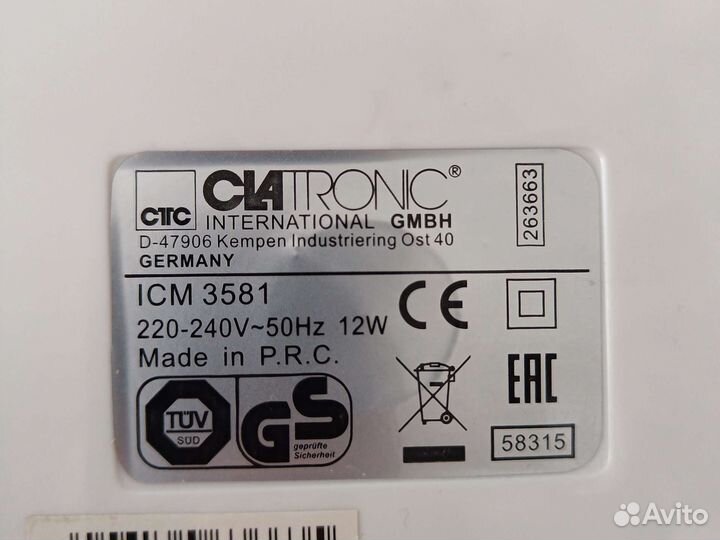 CTC CLATRONIC®
INTERNATIONAL GMBH
D-47906 Kempen Industriering Ost 40
GERMANY
263663
ICM 3581
220-240V~50Hz 12W
Made in P.R.C.
CE
TÜV
SÜD
GS
geprüfte
Sicherheit
EAC
58315
Avito